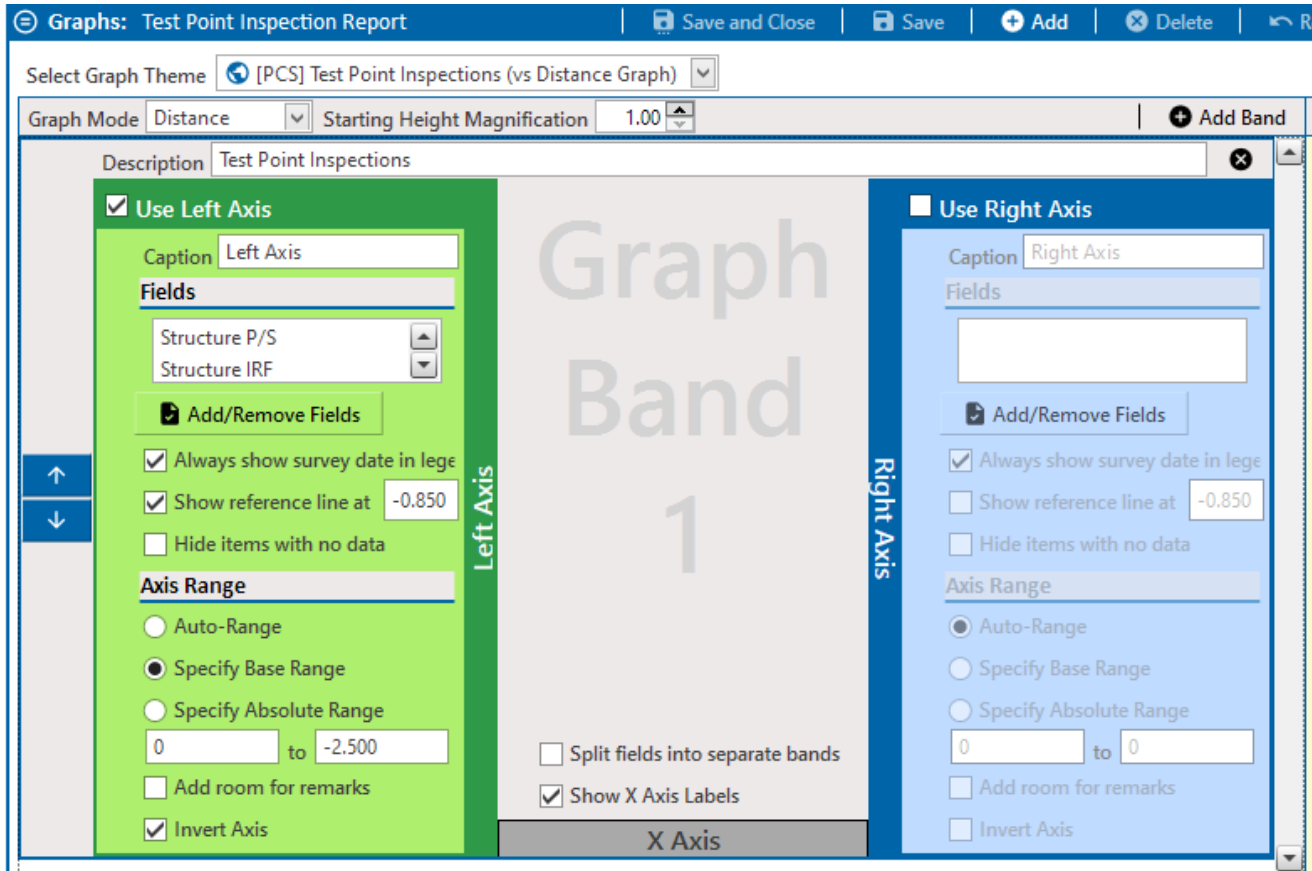 Graphs: Test Point Inspection Report Save and Close Save Add Delete R
Select Graph Theme [PCS] Test Point Inspections (vs Distance Graph)
Graph Mode Distance Starting Height Magnification 1.00 Add Band
Description Test Point Inspections
Use Left Axis
Caption Left Axis
Fields
Structure P/S
Structure IRF
Add/Remove Fields
Always show survey date in lege
Show reference line at -0.850
Hide items with no data
Axis Range
Auto-Range
Specify Base Range
Specify Absolute Range
0 to -2.500
Add room for remarks
Invert Axis
Left Axis
Graph
Band
1
Split fields into separate bands
Show X Axis Labels
X Axis
Right Axis
Use Right Axis
Caption Right Axis
Fields
Add/Remove Fields
Always show survey date in lege
Show reference line at -0.850
Hide items with no data
Axis Range
Auto-Range
Specify Base Range
Specify Absolute Range
0 to 0
Add room for remarks
Invert Axis